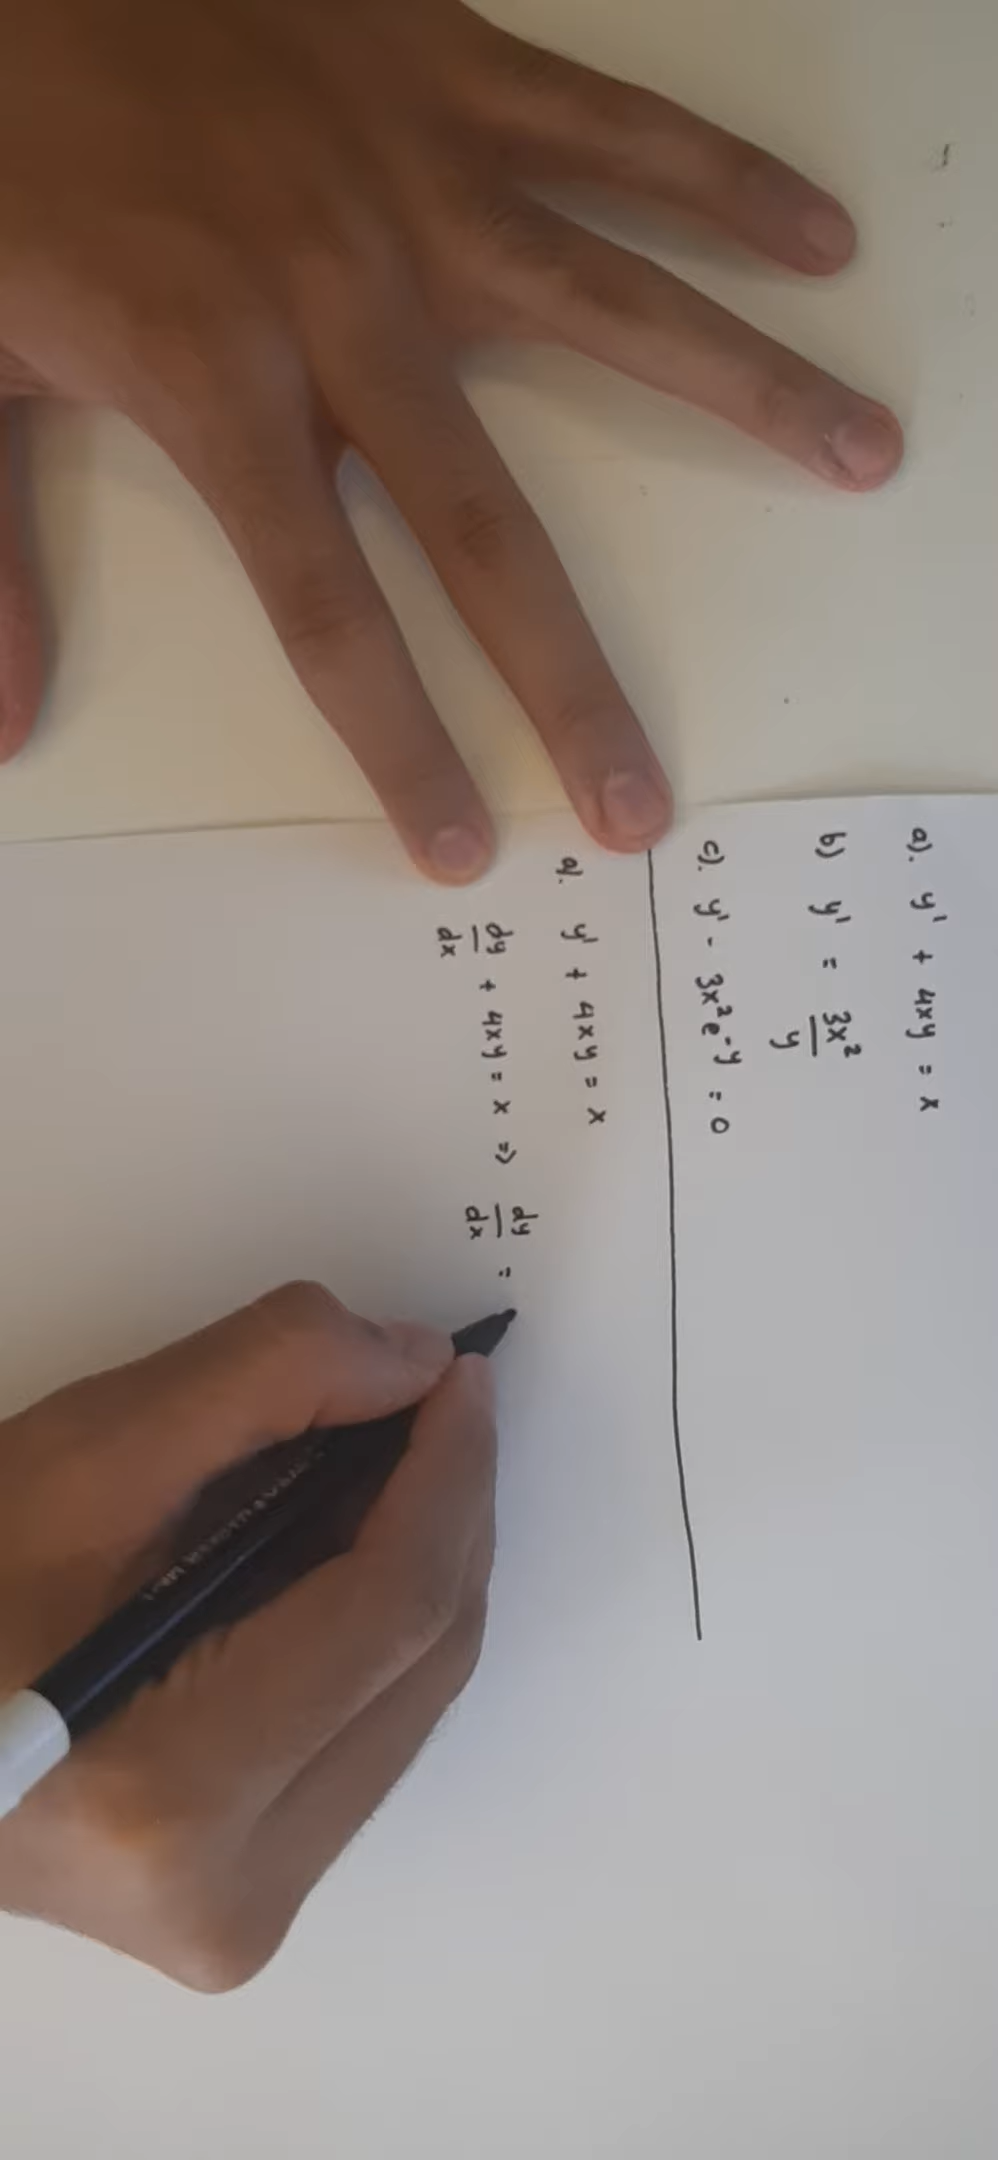 a). y' + 4xy = x
b) y' = 3x²/y
c). y' - 3x²e^-y = 0
a). y' + 4xy = x
dy/dx + 4xy = x => dy/dx =